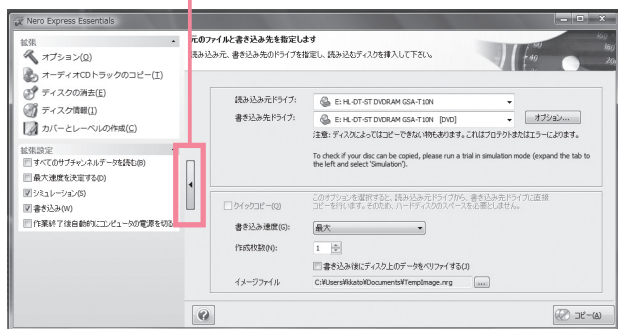 Nero Express Essentials
拡張
オプション(O)
オーディオCDトラックのコピー(T)
ディスクの消去(E)
ディスク情報(I)
カバーとレーベルの作成(C)
拡張設定
すべてのサブチャンネルデータを読む(B)
最大速度を決定する(D)
シミュレーション(S)
書き込み(W)
作業終了後自動的にコンピュータの電源を切る
元のファイルと書き込み先を指定します
読み込み元、書き込み先のドライブを指定し、読み込むディスクを挿入して下さい。
読み込み元ドライブ:
E: HL-DT-ST DVDRAM GSA-T10N
書き込み先ドライブ:
E: HL-DT-ST DVDRAM GSA-T10N [DVD]
オプション...
注意: ディスクによってはコピーできない物もあります。これはプロテクトまたはエラーによります。
To check if your disc can be copied, please run a trial in simulation mode (expand the tab to
the left and select 'Simulation').
クイックコピー(Q)
このオプションを選択すると、読み込み元ドライブから、書き込み先ドライブに直接
コピーを行います。そのため、ハードディスクのスペースを必要としません。
書き込み速度(G):
最大
作成枚数(N):
1
書き込み後にディスク上のデータをベリファイする(J)
イメージファイル
C:¥Users¥kkato¥Documents¥TempImage.nrg
...
コピー(A)